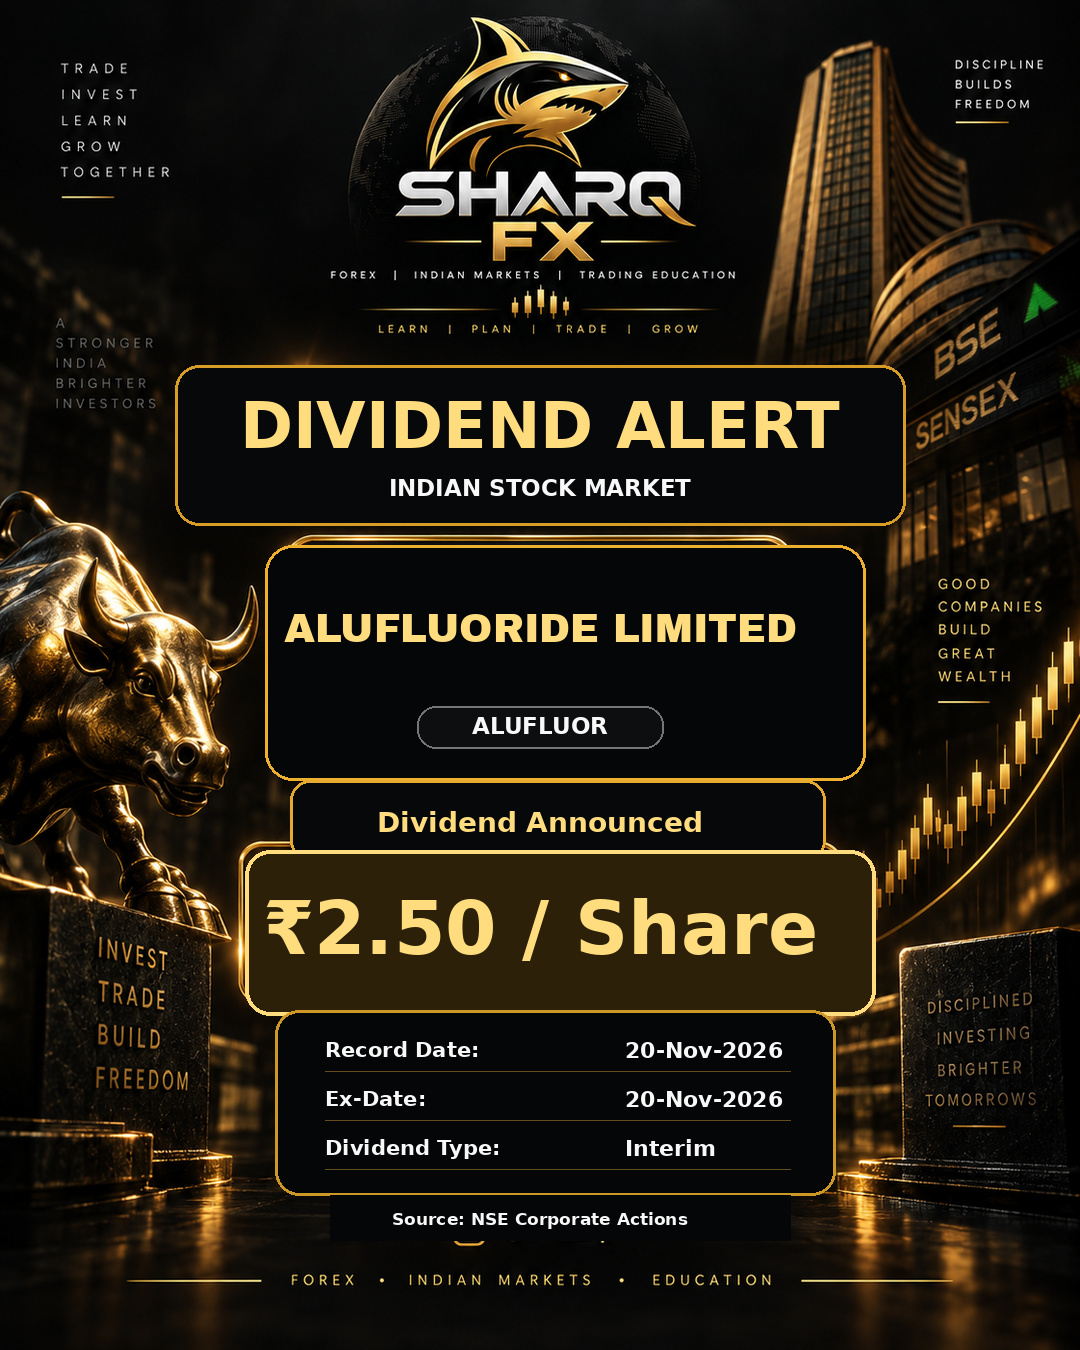 TRADE
INVEST
LEARN
GROW
TOGETHER
DISCIPLINE
BUILDS
FREEDOM
SHARQ
FX
FOREX | INDIAN MARKETS | TRADING EDUCATION
LEARN | PLAN | TRADE | GROW
A
STRONGER
INDIA
BRIGHTER
INVESTORS
BSE
SENSEX
DIVIDEND ALERT
INDIAN STOCK MARKET
ALUFLUORIDE LIMITED
ALUFLUOR
GOOD
COMPANIES
BUILD
GREAT
WEALTH
Dividend Announced
₹2.50 / Share
INVEST
TRADE
BUILD
FREEDOM
DISCIPLINED
INVESTING
BRIGHTER
TOMORROWS
Record Date: 20-Nov-2026
Ex-Date: 20-Nov-2026
Dividend Type: Interim
Source: NSE Corporate Actions
FOREX • INDIAN MARKETS • EDUCATION